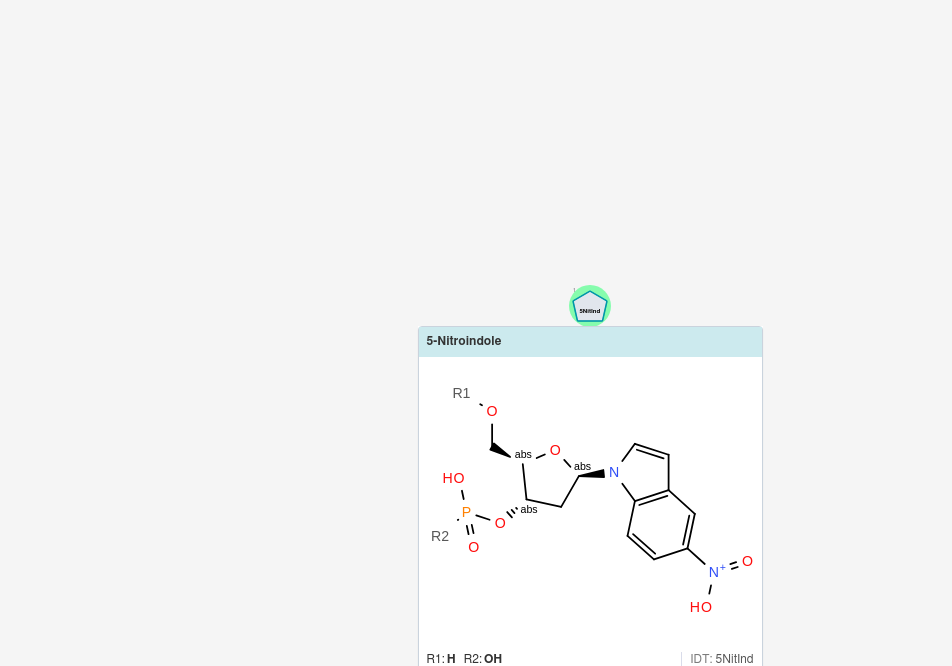 5NitInd
5-Nitroindole
R1
O
abs
O
abs
N
HO
abs
P
O
R2
O
N+
O
HO
R1: H R2: OH
IDT: 5NitInd